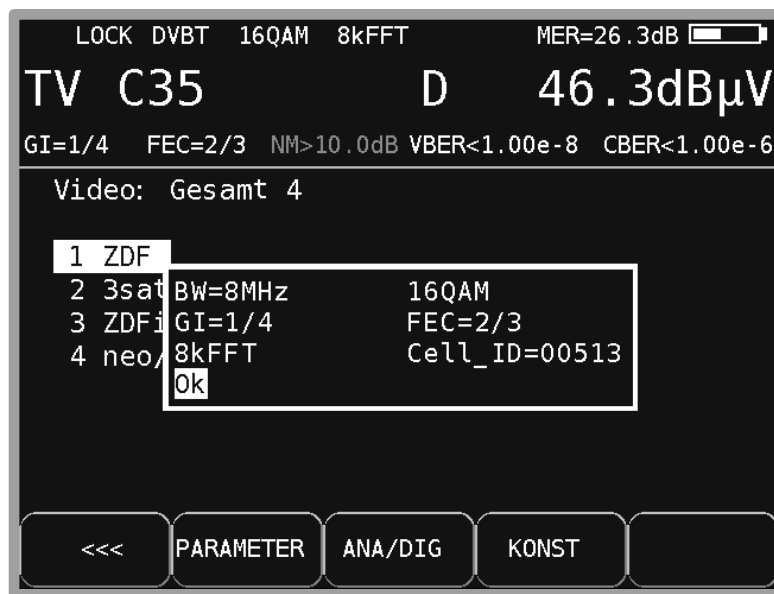 LOCK DVBT 16QAM 8kFFT MER=26.3dB
TV C35 D 46.3dBµV
GI=1/4 FEC=2/3 NM>10.0dB VBER<1.00e-8 CBER<1.00e-6
Video: Gesamt 4
1 ZDF
2 3sat
3 ZDFi
4 neo/
BW=8MHz 16QAM
GI=1/4 FEC=2/3
8kFFT Cell_ID=00513
Ok
<<< PARAMETER ANA/DIG KONST